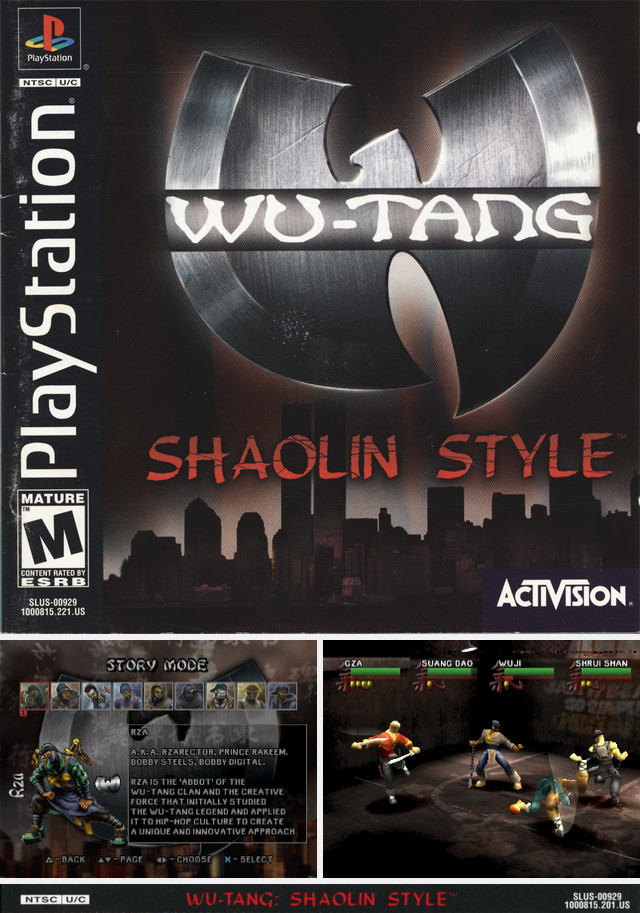 PlayStation
NTSC U/C
PlayStation
WU-TANG
SHAOLIN STYLE™
MATURE
M
CONTENT RATED BY
ESRB
SLUS-00929
1000815.221.US
ACTIVISION
STORY MODE
RZA
A.K.A. RZARECTOR, PRINCE RAKEEM,
BOBBY STEELS, BOBBY DIGITAL.
RZA IS THE 'ABBOT' OF THE
WU-TANG CLAN AND THE CREATIVE
FORCE THAT INITIALLY STUDIED
THE WU-TANG LEGEND AND APPLIED
IT TO HIP-HOP CULTURE TO CREATE
A UNIQUE AND INNOVATIVE APPROACH
Rza
△-BACK ▲▼-PAGE ◀▶-CHOOSE X-SELECT
GZA SUANG DAO WUJI SHRUI SHAN
NTSC U/C
WU-TANG: SHAOLIN STYLE™
SLUS-00929
1000815.201.US